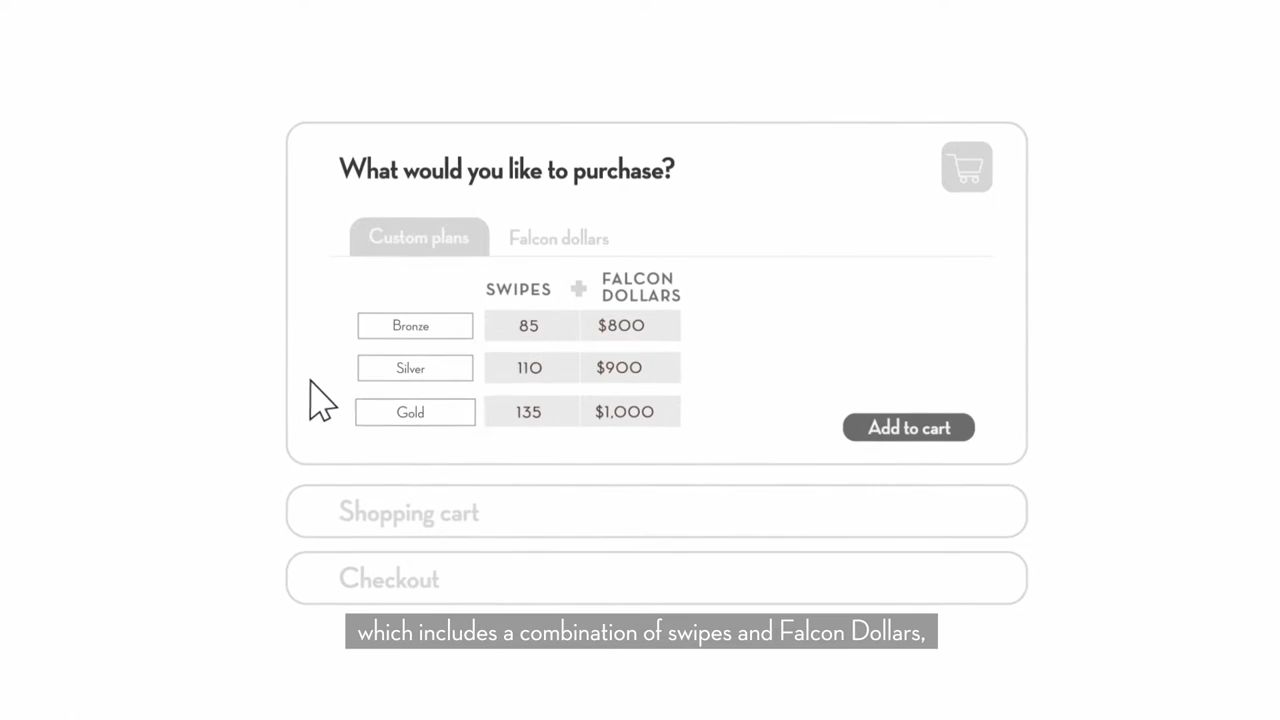 What would you like to purchase?
Custom plans Falcon dollars
SWIPES + FALCON DOLLARS
Bronze 85 $800
Silver 110 $900
Gold 135 $1,000
Add to cart
Shopping cart
Checkout
which includes a combination of swipes and Falcon Dollars,